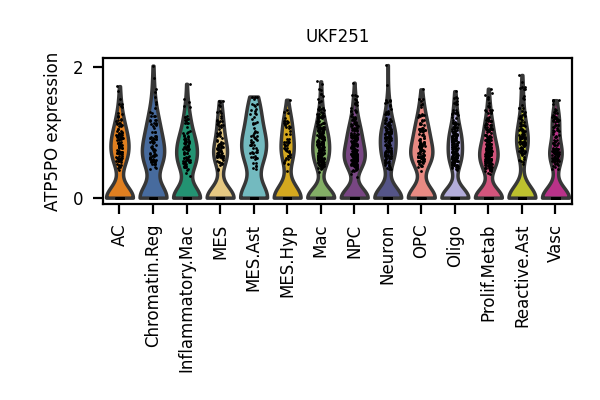 UKF251
ATP5PO expression
2
0
AC
Chromatin.Reg
Inflammatory.Mac
MES
MES.Ast
MES.Hyp
Mac
NPC
Neuron
OPC
Oligo
Prolif.Metab
Reactive.Ast
Vasc